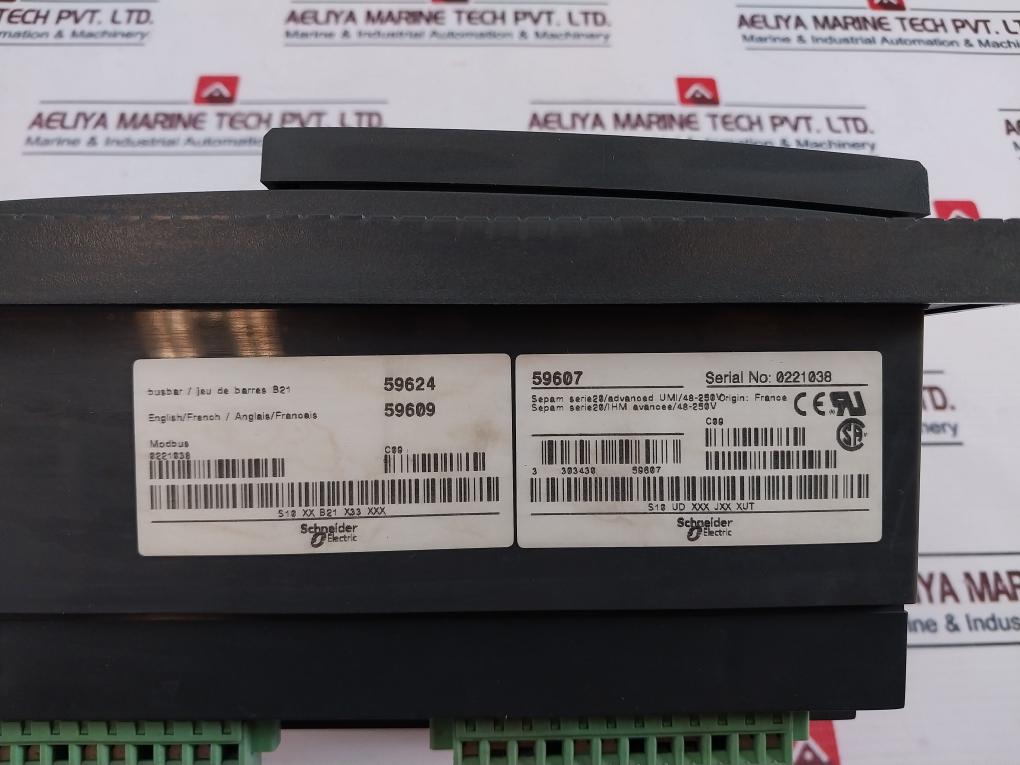 AELIYA MARINE TECH PVT. LTD.
Marine & Industrial Automation & Machinery
AELIYA MARINE TECH PVT. LTD.
Marine & Industrial Automation & Machinery
AELIYA MARINE TECH PVT. LTD.
Marine & Industrial Automation
AELIYA MARINE TECH PVT. LTD.
Machinery
busbar / jeu de barres B21 59624
English/French / Anglais/Francais 59609
Modbus
0221038 C09
S10 XX B21 X33 XXX
Schneider
Electric
59607 Serial No: 0221038
Sepam serie20/advanced UMI/48-250V Origin: France
Sepam serie20/IHM avancee/48-250V
CE
C09
3 303430 59607
S10 UD XXX JXX XUT
Schneider
Electric